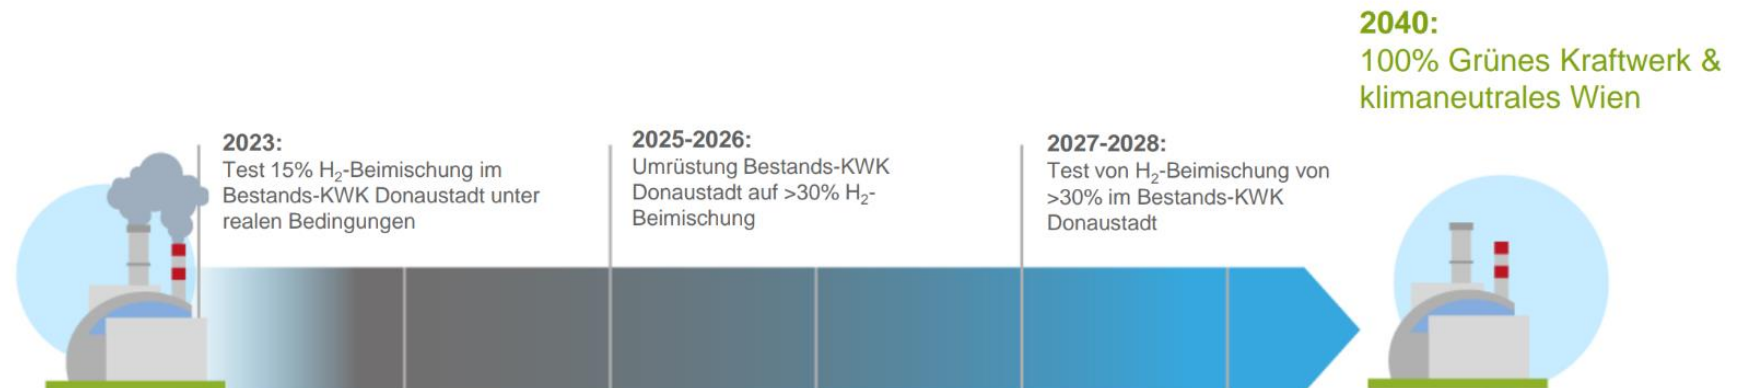 2023:
Test 15% H₂-Beimischung im
Bestands-KWK Donaustadt unter
realen Bedingungen
2025-2026:
Umrüstung Bestands-KWK
Donaustadt auf >30% H₂-
Beimischung
2027-2028:
Test von H₂-Beimischung von
>30% im Bestands-KWK
Donaustadt
2040:
100% Grünes Kraftwerk &
klimaneutrales Wien